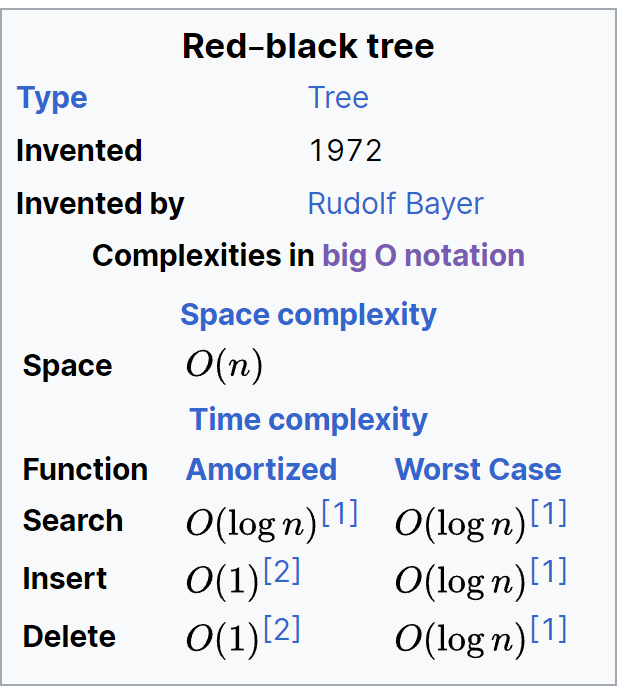 Red–black tree
Type Tree
Invented 1972
Invented by Rudolf Bayer
Complexities in big O notation
Space complexity
Space O(n)
Time complexity
Function Amortized Worst Case
Search O(log n)[1] O(log n)[1]
Insert O(1)[2] O(log n)[1]
Delete O(1)[2] O(log n)[1]